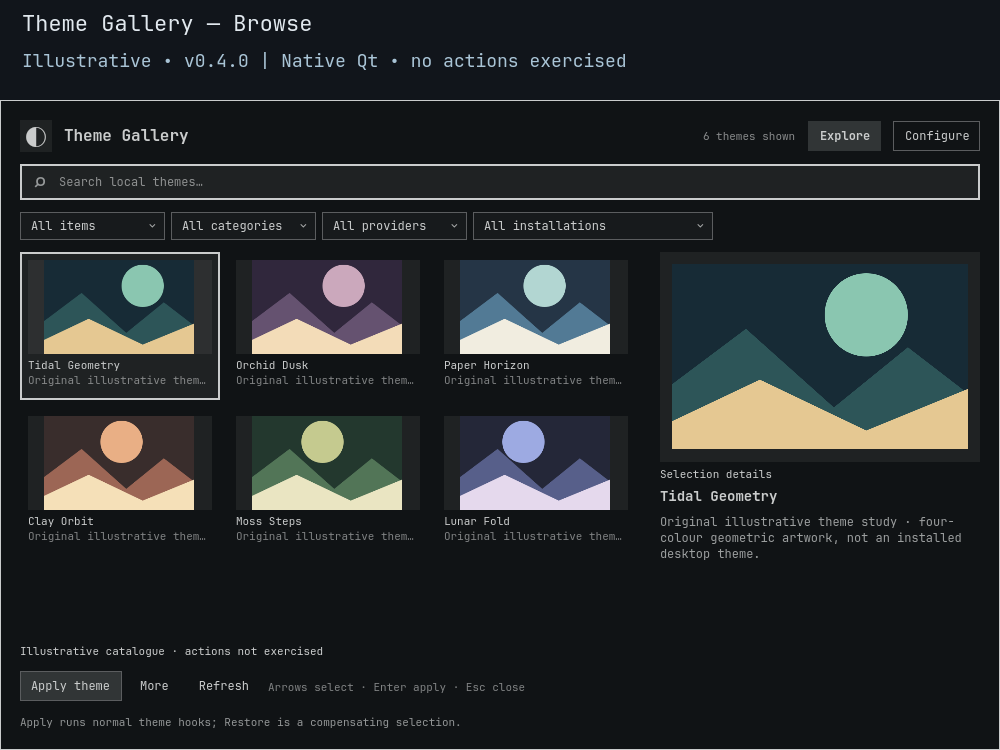 Theme Gallery — Browse
Illustrative • v0.4.0 | Native Qt • no actions exercised
Theme Gallery
6 themes shown
Explore
Configure
Search local themes…
All items
All categories
All providers
All installations
Tidal Geometry
Original illustrative them…
Orchid Dusk
Original illustrative them…
Paper Horizon
Original illustrative them…
Clay Orbit
Original illustrative them…
Moss Steps
Original illustrative them…
Lunar Fold
Original illustrative them…
Selection details
Tidal Geometry
Original illustrative theme study · four-
colour geometric artwork, not an installed
desktop theme.
Illustrative catalogue · actions not exercised
Apply theme
More
Refresh
Arrows select · Enter apply · Esc close
Apply runs normal theme hooks; Restore is a compensating selection.